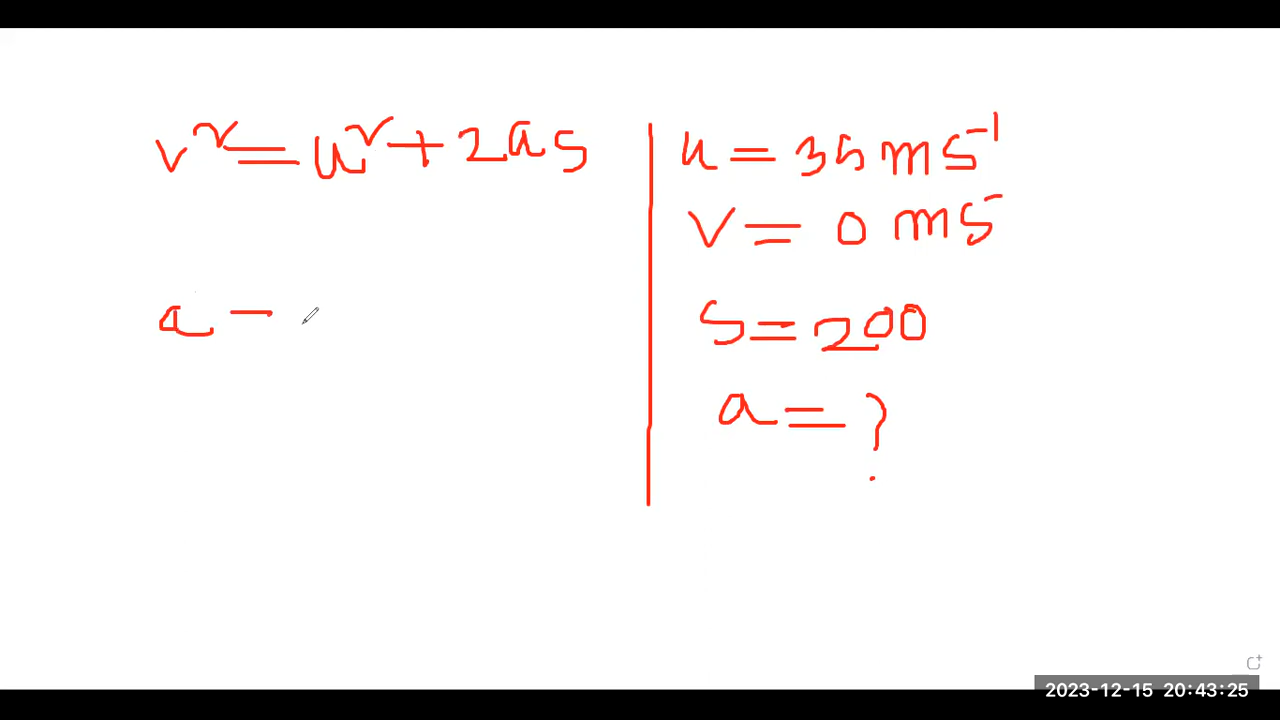 v² = u² + 2as
a -
u = 35 ms⁻¹
v = 0 ms⁻
s = 200
a = ?
2023-12-15 20:43:25